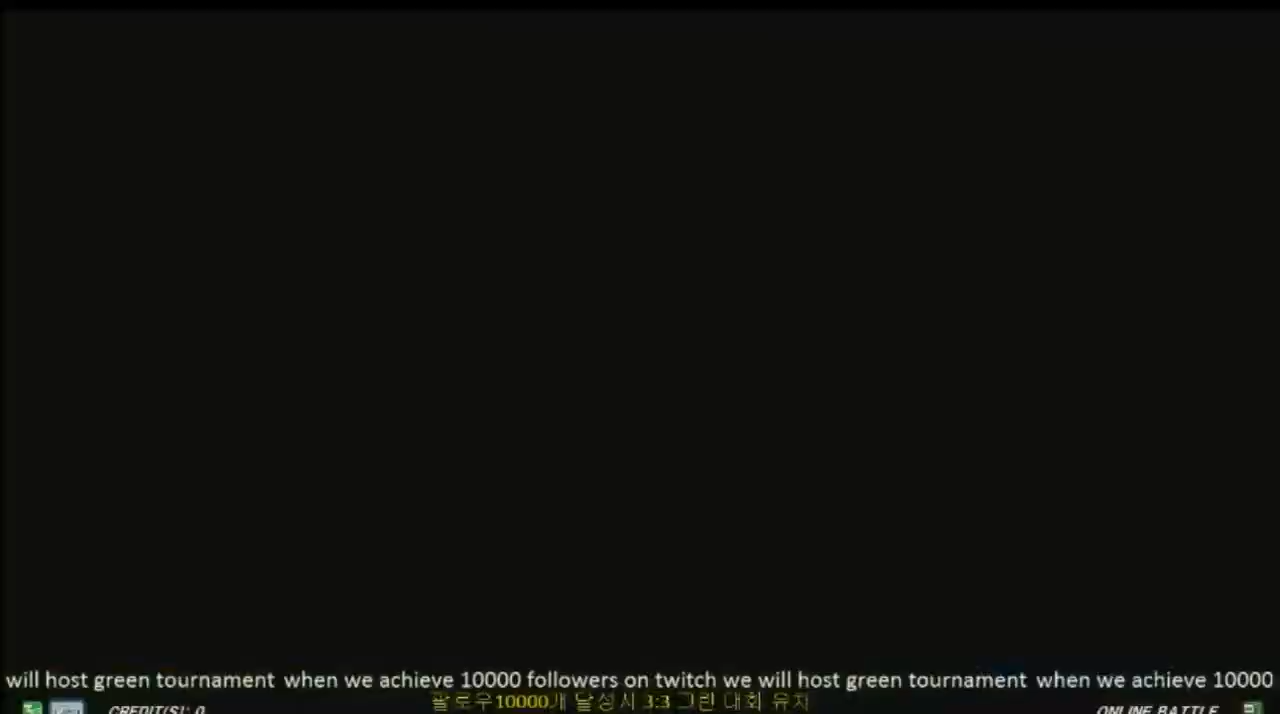 will host green tournament when we achieve 10000 followers on twitch we will host green tournament when we achieve 10000
팔로우10000개 달성시 3:3 그린 대회 유치
CREDIT(S): 0
ONLINE BATTLE